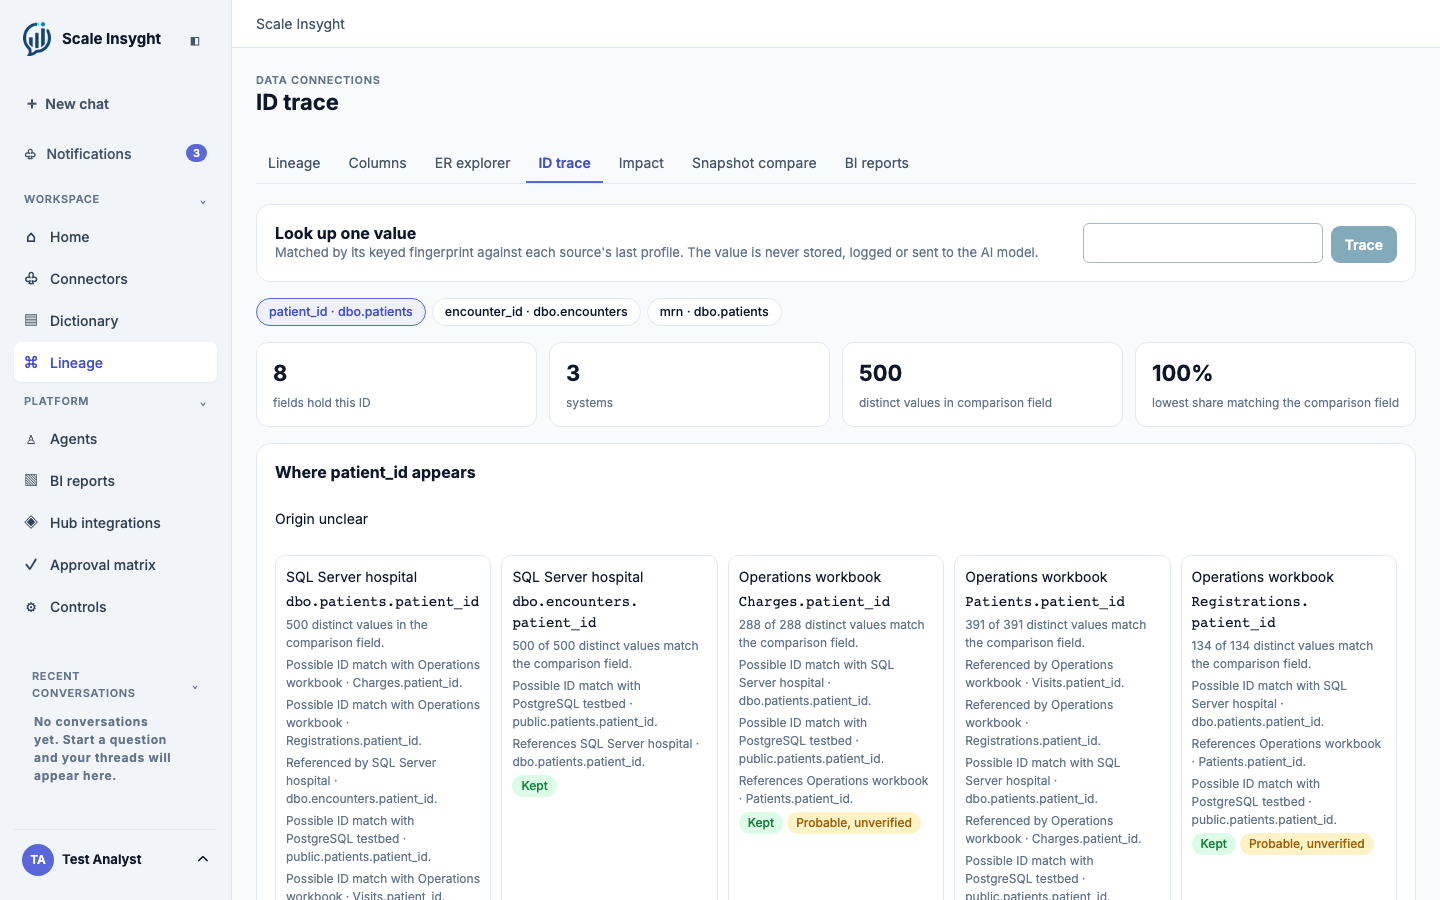 Scale Insyght
Scale Insyght
+ New chat
Notifications 3
WORKSPACE
Home
Connectors
Dictionary
Lineage
PLATFORM
Agents
BI reports
Hub integrations
Approval matrix
Controls
RECENT
CONVERSATIONS
No conversations
yet. Start a question
and your threads will
appear here.
TA Test Analyst
DATA CONNECTIONS
ID trace
Lineage Columns ER explorer ID trace Impact Snapshot compare BI reports
Look up one value
Matched by its keyed fingerprint against each source's last profile. The value is never stored, logged or sent to the AI model.
Trace
patient_id · dbo.patients encounter_id · dbo.encounters mrn · dbo.patients
8
fields hold this ID
3
systems
500
distinct values in comparison field
100%
lowest share matching the comparison field
Where patient_id appears
Origin unclear
SQL Server hospital
dbo.patients.patient_id
500 distinct values in the
comparison field.
Possible ID match with Operations
workbook · Charges.patient_id.
Possible ID match with Operations
workbook ·
Registrations.patient_id.
Referenced by SQL Server
hospital ·
dbo.encounters.patient_id.
Possible ID match with
PostgreSQL testbed ·
public.patients.patient_id.
Possible ID match with Operations
workbook · Visits.patient_id.
SQL Server hospital
dbo.encounters.
patient_id
500 of 500 distinct values match
the comparison field.
Possible ID match with
PostgreSQL testbed ·
public.patients.patient_id.
References SQL Server hospital ·
dbo.patients.patient_id.
Kept
Operations workbook
Charges.patient_id
288 of 288 distinct values match
the comparison field.
Possible ID match with SQL
Server hospital ·
dbo.patients.patient_id.
Possible ID match with
PostgreSQL testbed ·
public.patients.patient_id.
References Operations workbook
· Patients.patient_id.
Kept Probable, unverified
Operations workbook
Patients.patient_id
391 of 391 distinct values match
the comparison field.
Referenced by Operations
workbook · Visits.patient_id.
Referenced by Operations
workbook ·
Registrations.patient_id.
Possible ID match with SQL
Server hospital ·
dbo.patients.patient_id.
Referenced by Operations
workbook · Charges.patient_id.
Possible ID match with
PostgreSQL testbed ·
public.patients.patient_id.
Operations workbook
Registrations.
patient_id
134 of 134 distinct values match
the comparison field.
Possible ID match with SQL
Server hospital ·
dbo.patients.patient_id.
References Operations workbook
· Patients.patient_id.
Possible ID match with
PostgreSQL testbed ·
public.patients.patient_id.
Kept Probable, unverified